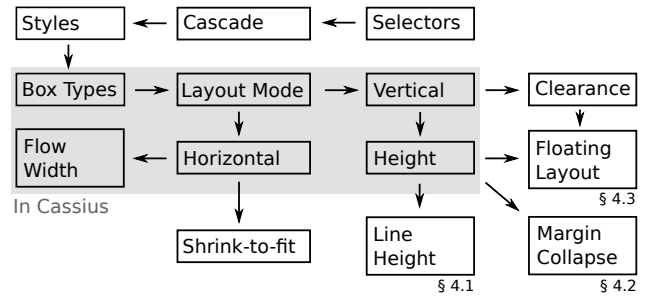 Styles
Cascade
Selectors
Box Types
Layout Mode
Vertical
Clearance
Flow
Width
Horizontal
Height
Floating
Layout
§ 4.3
In Cassius
Shrink-to-fit
Line
Height
§ 4.1
Margin
Collapse
§ 4.2